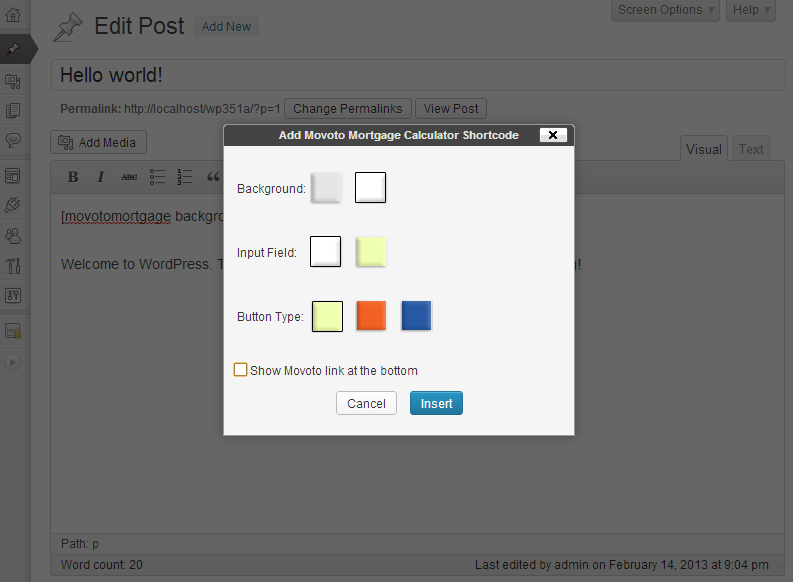 Screen Options
Help
Edit Post
Add New
Hello world!
Permalink: http://localhost/wp351a/?p=1
Change Permalinks
View Post
Add Media
Visual
Text
Add Movoto Mortgage Calculator Shortcode
B I ABC
[movotomortgage
Welcome to WordPress.
Background:
Input Field:
Button Type:
Show Movoto link at the bottom
Cancel
Insert
Path: p
Word count: 20
Last edited by admin on February 14, 2013 at 9:04 pm